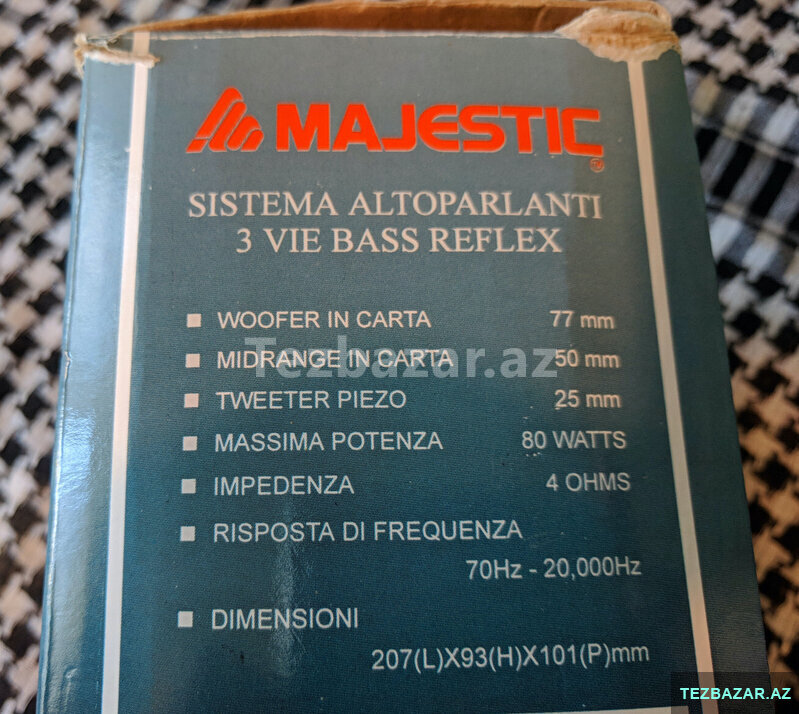 MAJESTIC
SISTEMA ALTOPARLANTI
3 VIE BASS REFLEX
■ WOOFER IN CARTA 77 mm
■ MIDRANGE IN CARTA 50 mm
■ TWEETER PIEZO 25 mm
■ MASSIMA POTENZA 80 WATTS
■ IMPEDENZA 4 OHMS
■ RISPOSTA DI FREQUENZA
70Hz - 20,000Hz
■ DIMENSIONI
207(L)X93(H)X101(P)mm
Tezbazar.az
TEZBAZAR.AZ